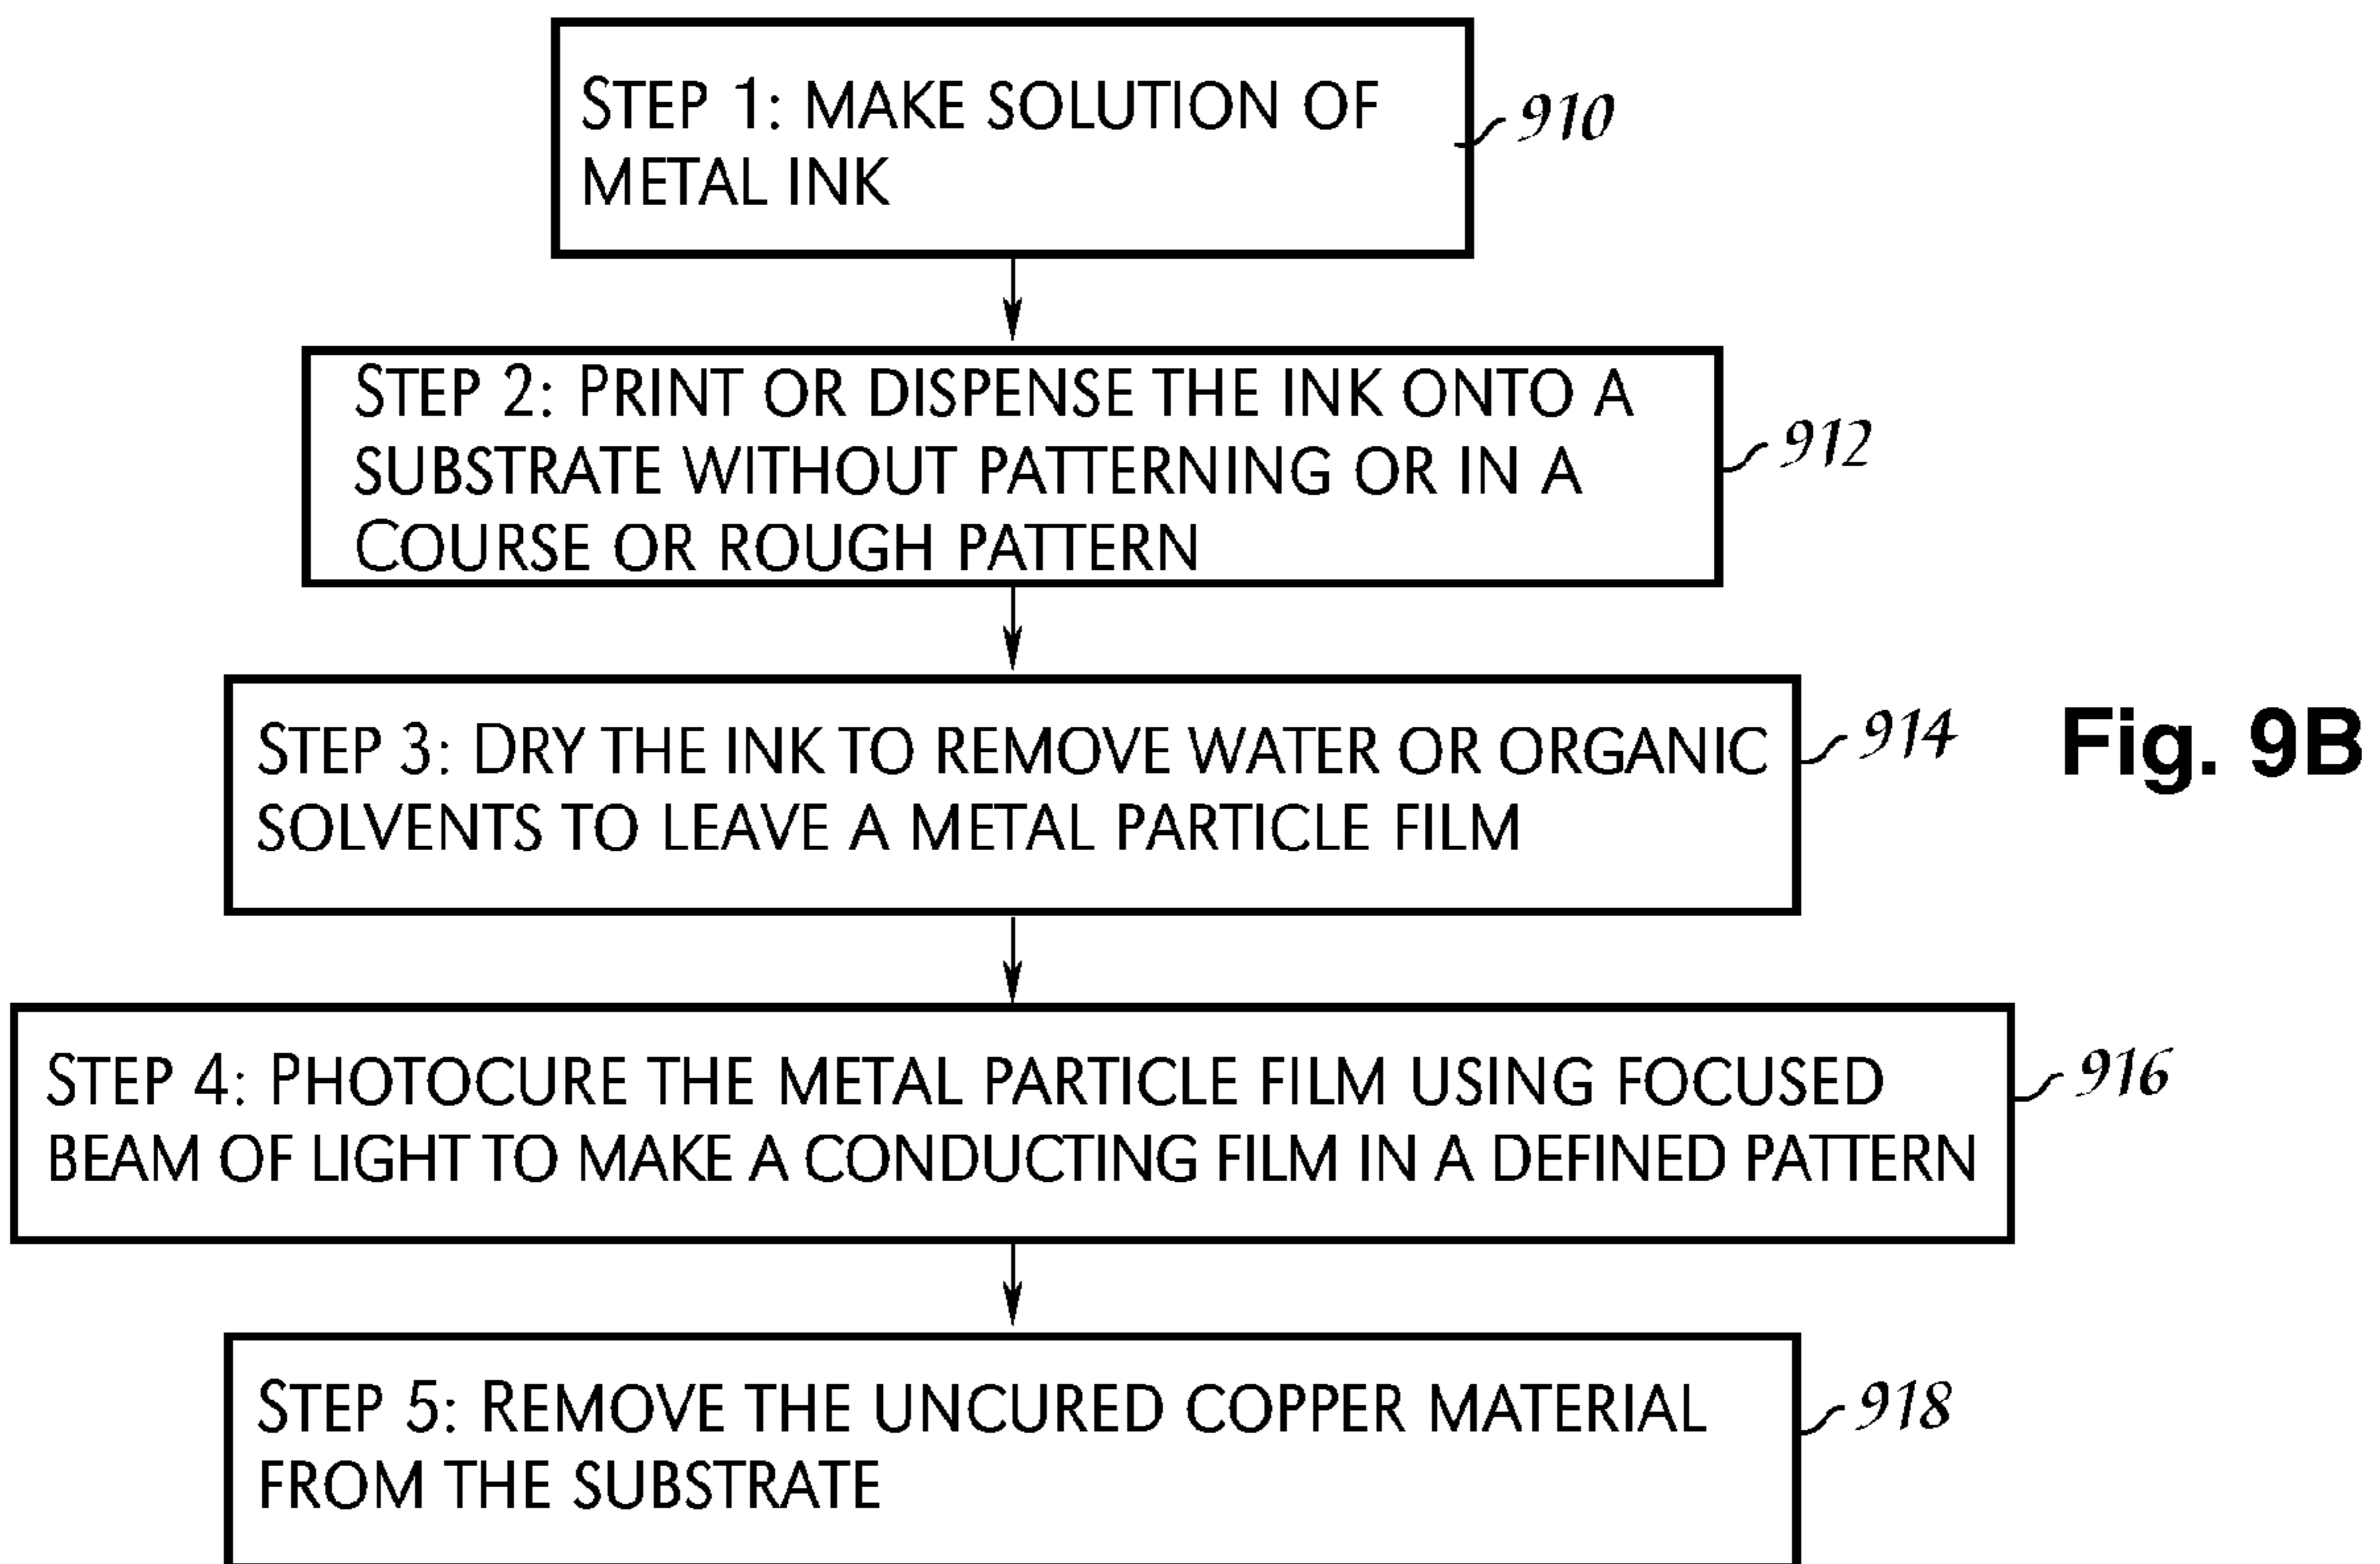 STEP 1: MAKE SOLUTION OF
METAL INK
910
STEP 2: PRINT OR DISPENSE THE INK ONTO A
SUBSTRATE WITHOUT PATTERNING OR IN A
COURSE OR ROUGH PATTERN
912
STEP 3: DRY THE INK TO REMOVE WATER OR ORGANIC
SOLVENTS TO LEAVE A METAL PARTICLE FILM
914
Fig. 9B
STEP 4: PHOTOCURE THE METAL PARTICLE FILM USING FOCUSED
BEAM OF LIGHT TO MAKE A CONDUCTING FILM IN A DEFINED PATTERN
916
STEP 5: REMOVE THE UNCURED COPPER MATERIAL
FROM THE SUBSTRATE
918